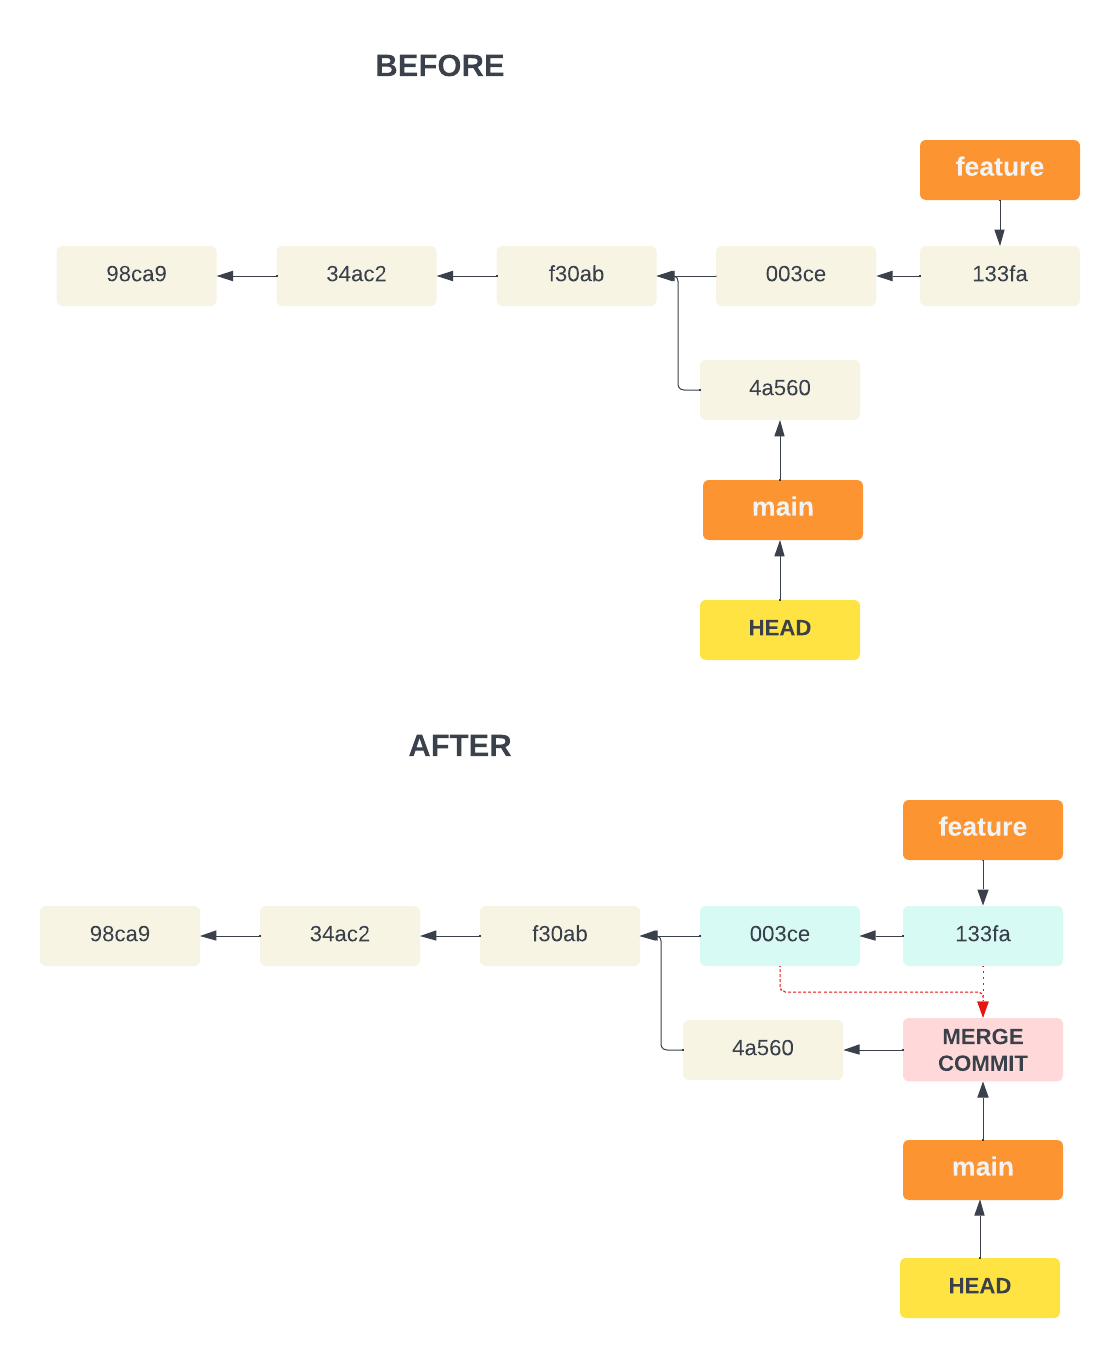 BEFORE
feature
98ca9
34ac2
f30ab
003ce
133fa
4a560
main
HEAD
AFTER
feature
98ca9
34ac2
f30ab
003ce
133fa
4a560
MERGE
COMMIT
main
HEAD